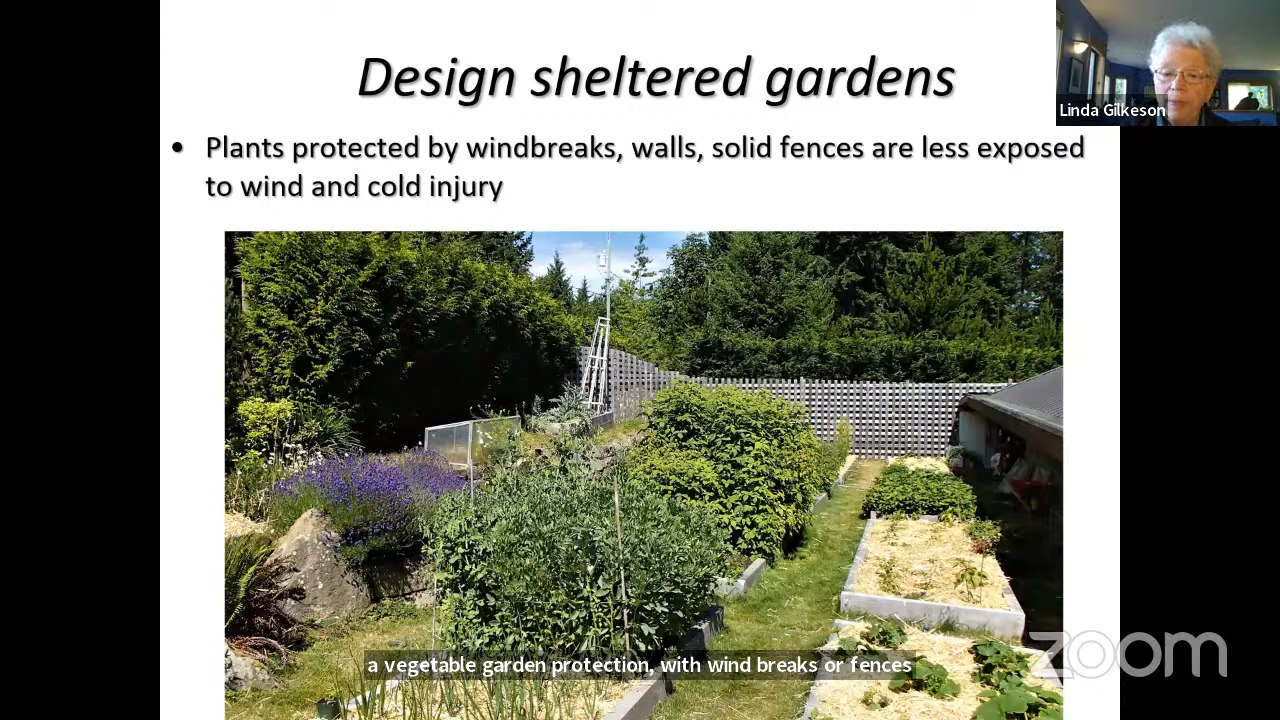 Design sheltered gardens
Linda Gilkeson
• Plants protected by windbreaks, walls, solid fences are less exposed
to wind and cold injury
a vegetable garden protection, with wind breaks or fences
zoom